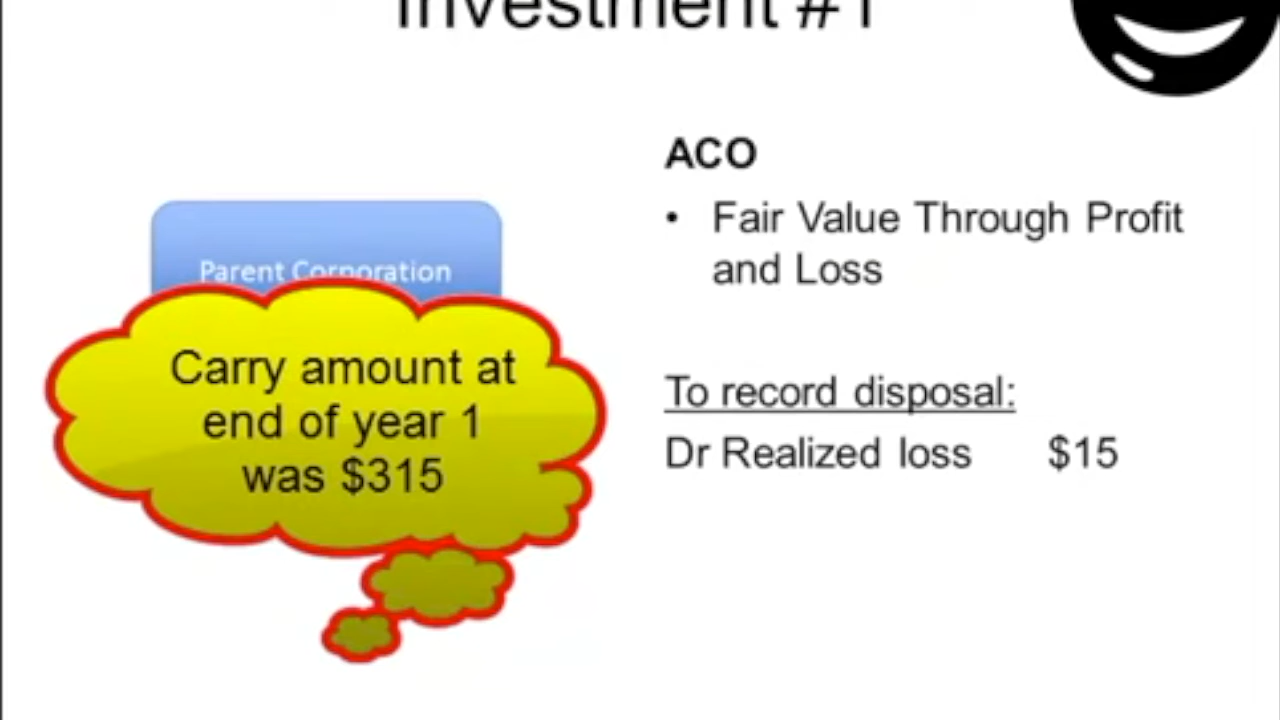 Investment #1
ACO
• Fair Value Through Profit
and Loss
Parent Corporation
Carry amount at
end of year 1
was $315
To record disposal:
Dr Realized loss $15